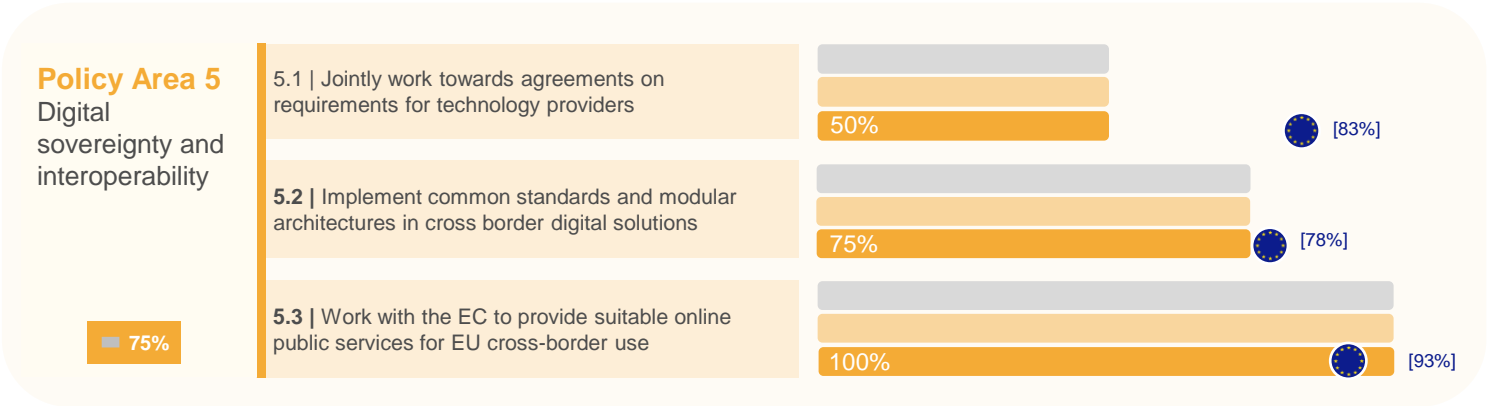 Policy Area 5
Digital
sovereignty and
interoperability
75%
5.1 | Jointly work towards agreements on
requirements for technology providers
50%
[83%]
5.2 | Implement common standards and modular
architectures in cross border digital solutions
75%
[78%]
5.3 | Work with the EC to provide suitable online
public services for EU cross-border use
100%
[93%]